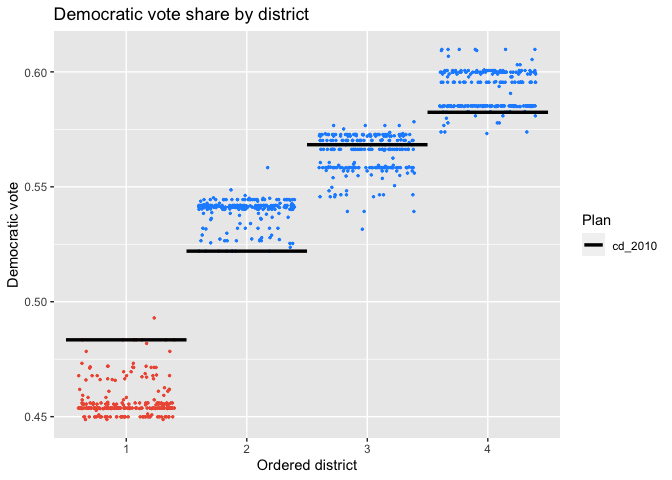 Democratic vote share by district
0.60
0.55
0.50
0.45
Democratic vote
1 2 3 4
Ordered district
Plan
cd_2010